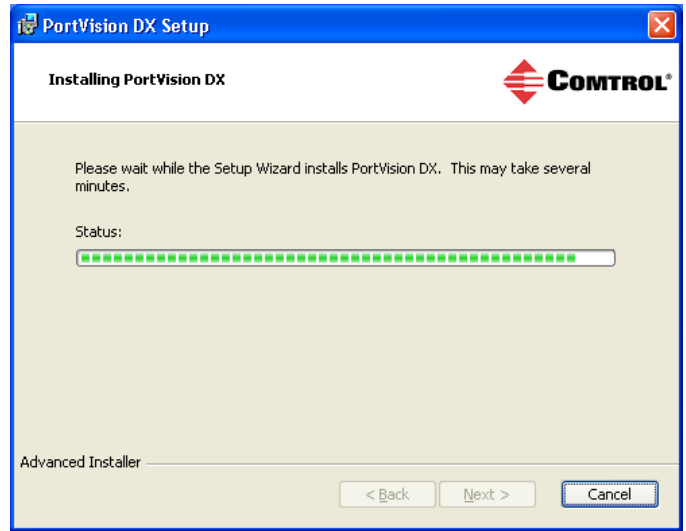 PortVision DX Setup
Installing PortVision DX
COMTROL®
Please wait while the Setup Wizard installs PortVision DX. This may take several
minutes.
Status:
Advanced Installer
< Back
Next >
Cancel